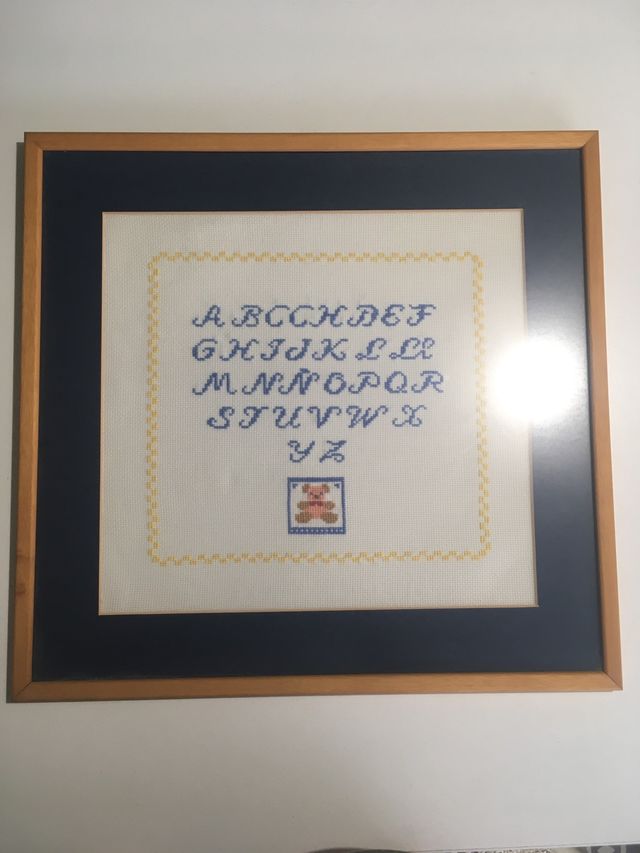 A B C CH D E F
G H I J K L Ll
M N Ñ O P Q R
S T U V W X
Y Z